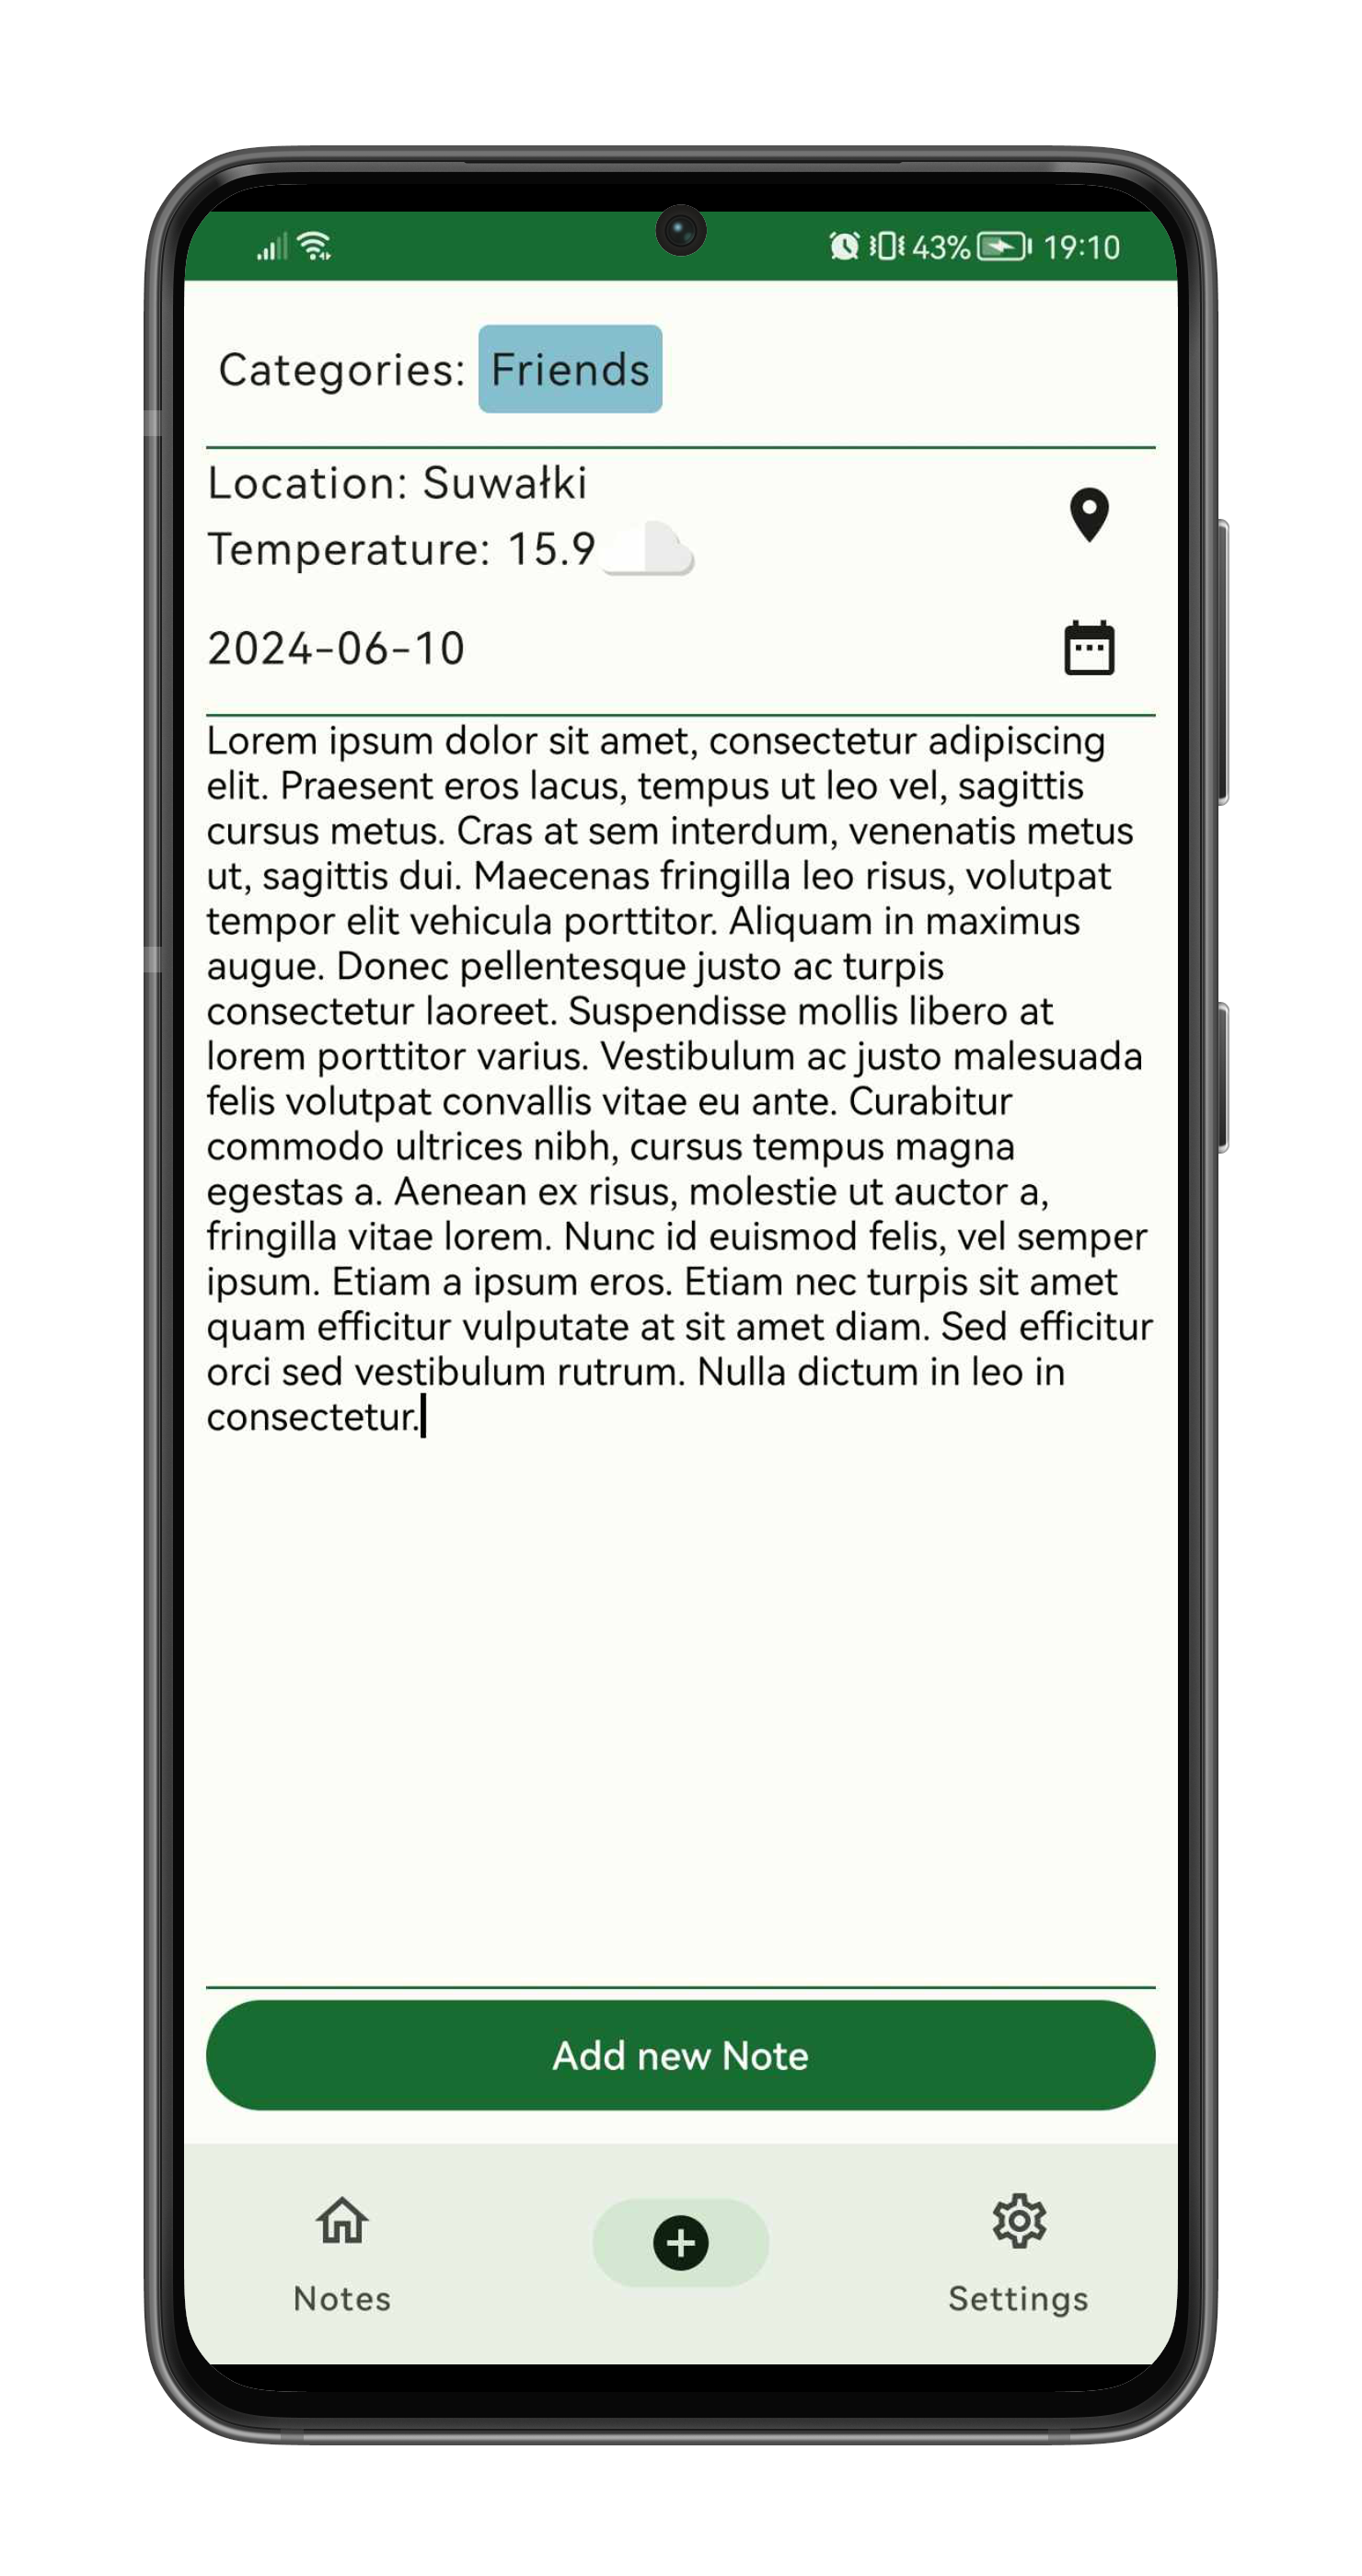 43% 19:10
Categories: Friends
Location: Suwałki
Temperature: 15.9
2024-06-10
Lorem ipsum dolor sit amet, consectetur adipiscing
elit. Praesent eros lacus, tempus ut leo vel, sagittis
cursus metus. Cras at sem interdum, venenatis metus
ut, sagittis dui. Maecenas fringilla leo risus, volutpat
tempor elit vehicula porttitor. Aliquam in maximus
augue. Donec pellentesque justo ac turpis
consectetur laoreet. Suspendisse mollis libero at
lorem porttitor varius. Vestibulum ac justo malesuada
felis volutpat convallis vitae eu ante. Curabitur
commodo ultrices nibh, cursus tempus magna
egestas a. Aenean ex risus, molestie ut auctor a,
fringilla vitae lorem. Nunc id euismod felis, vel semper
ipsum. Etiam a ipsum eros. Etiam nec turpis sit amet
quam efficitur vulputate at sit amet diam. Sed efficitur
orci sed vestibulum rutrum. Nulla dictum in leo in
consectetur.
Add new Note
Notes
Settings